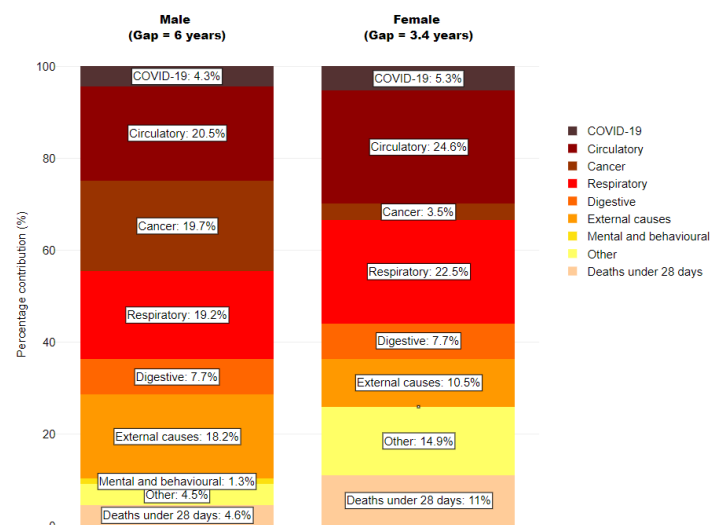 Male
(Gap = 6 years)
Female
(Gap = 3.4 years)
Percentage contribution (%)
100
80
60
40
20
0
COVID-19: 4.3%
Circulatory: 20.5%
Cancer: 19.7%
Respiratory: 19.2%
Digestive: 7.7%
External causes: 18.2%
Mental and behavioural: 1.3%
Other: 4.5%
Deaths under 28 days: 4.6%
COVID-19: 5.3%
Circulatory: 24.6%
Cancer: 3.5%
Respiratory: 22.5%
Digestive: 7.7%
External causes: 10.5%
Other: 14.9%
Deaths under 28 days: 11%
COVID-19
Circulatory
Cancer
Respiratory
Digestive
External causes
Mental and behavioural
Other
Deaths under 28 days